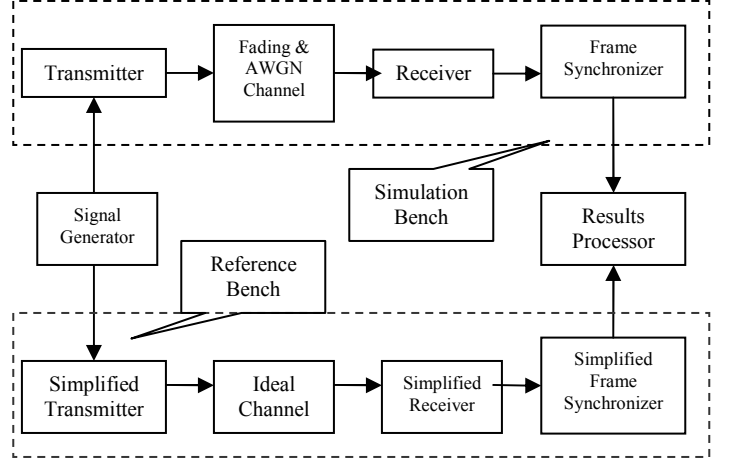 Transmitter
Fading &
AWGN
Channel
Receiver
Frame
Synchronizer
Simulation
Bench
Signal
Generator
Results
Processor
Reference
Bench
Simplified
Transmitter
Ideal
Channel
Simplified
Receiver
Simplified
Frame
Synchronizer